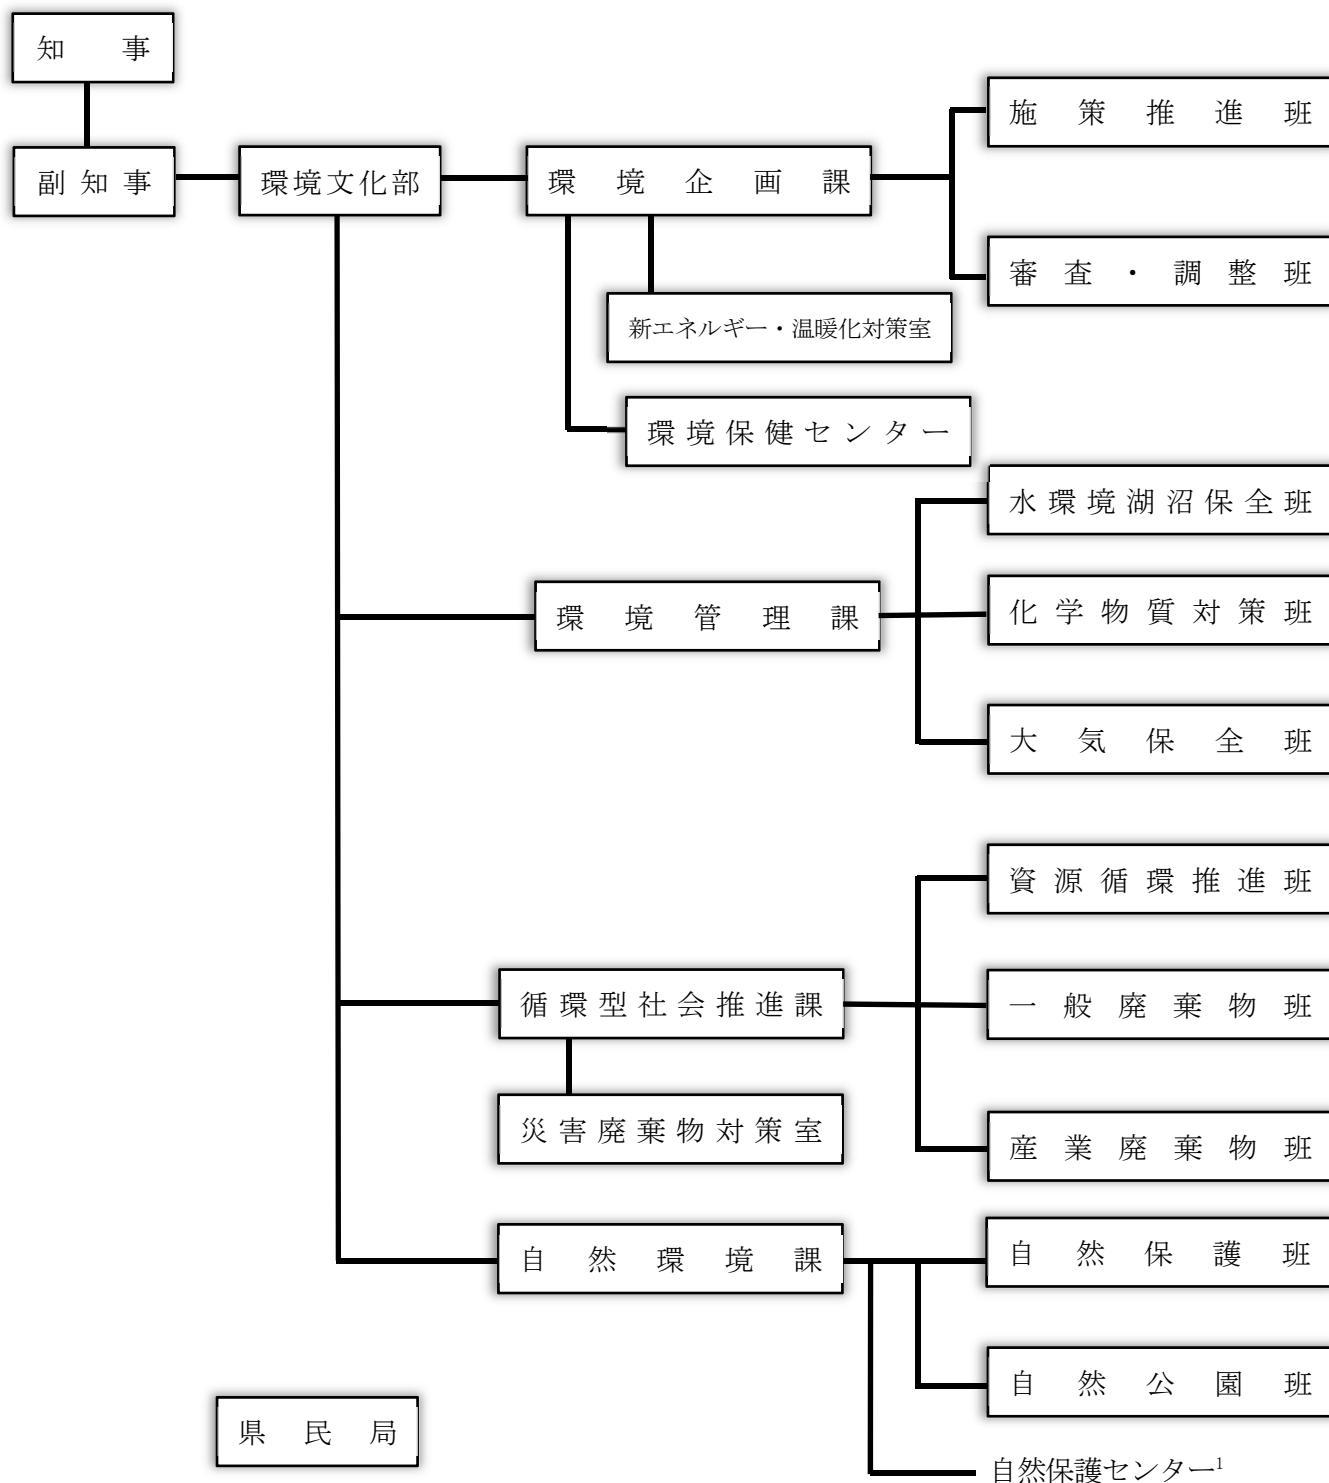 知事
施策推進班
副知事
環境文化部
環境企画課
審査・調整班
新エネルギー・温暖化対策室
環境保健センター
水環境湖沼保全班
環境管理課
化学物質対策班
大気保全班
資源循環推進班
循環型社会推進課
一般廃棄物班
災害廃棄物対策室
産業廃棄物班
自然環境課
自然保護班
自然公園班
県民局
自然保護センター1